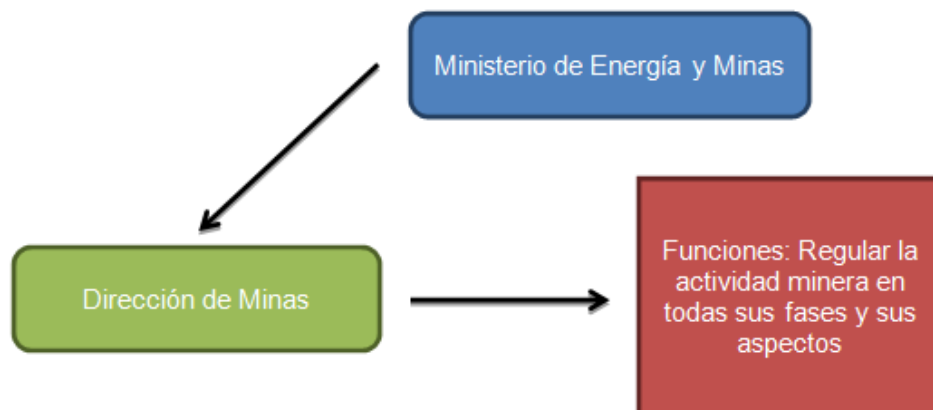 Ministerio de Energía y Minas
Dirección de Minas
Funciones: Regular la
actividad minera en
todas sus fases y sus
aspectos